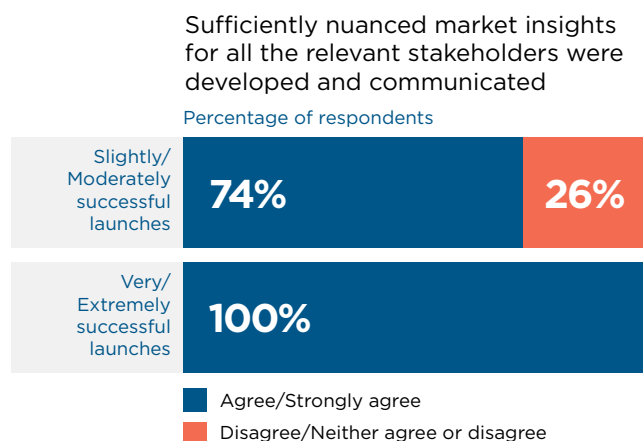 Sufficiently nuanced market insights
for all the relevant stakeholders were
developed and communicated
Percentage of respondents
Slightly/
Moderately
successful
launches
74%
26%
Very/
Extremely
successful
launches
100%
Agree/Strongly agree
Disagree/Neither agree or disagree